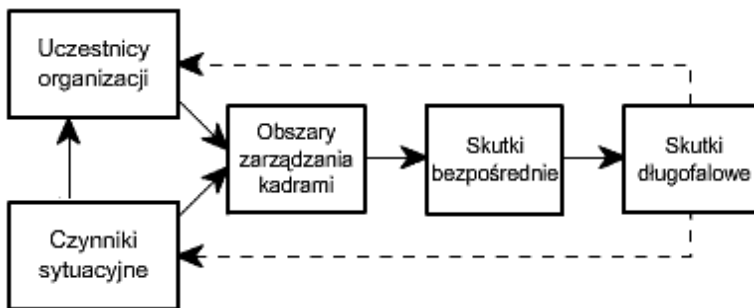 Uczestnicy
organizacji
Obszary
zarządzania
kadrami
Skutki
bezpośrednie
Skutki
długofalowe
Czynniki
sytuacyjne